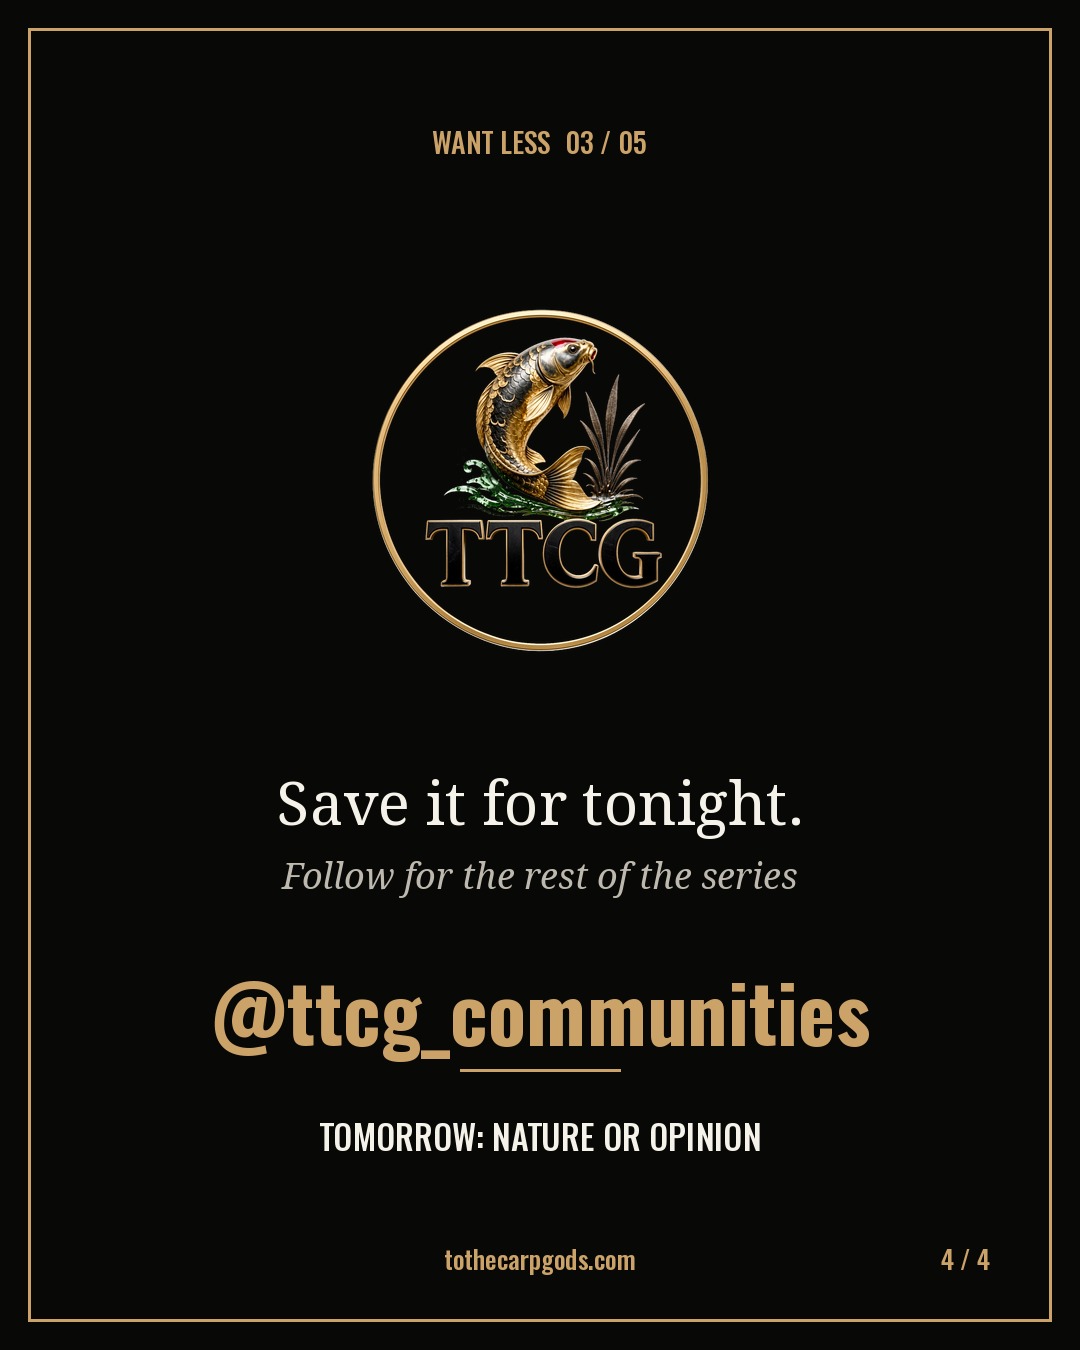 WANT LESS 03 / 05
TTCG
Save it for tonight.
Follow for the rest of the series
@ttcg_communities
TOMORROW: NATURE OR OPINION
tothecarpgods.com
4 / 4